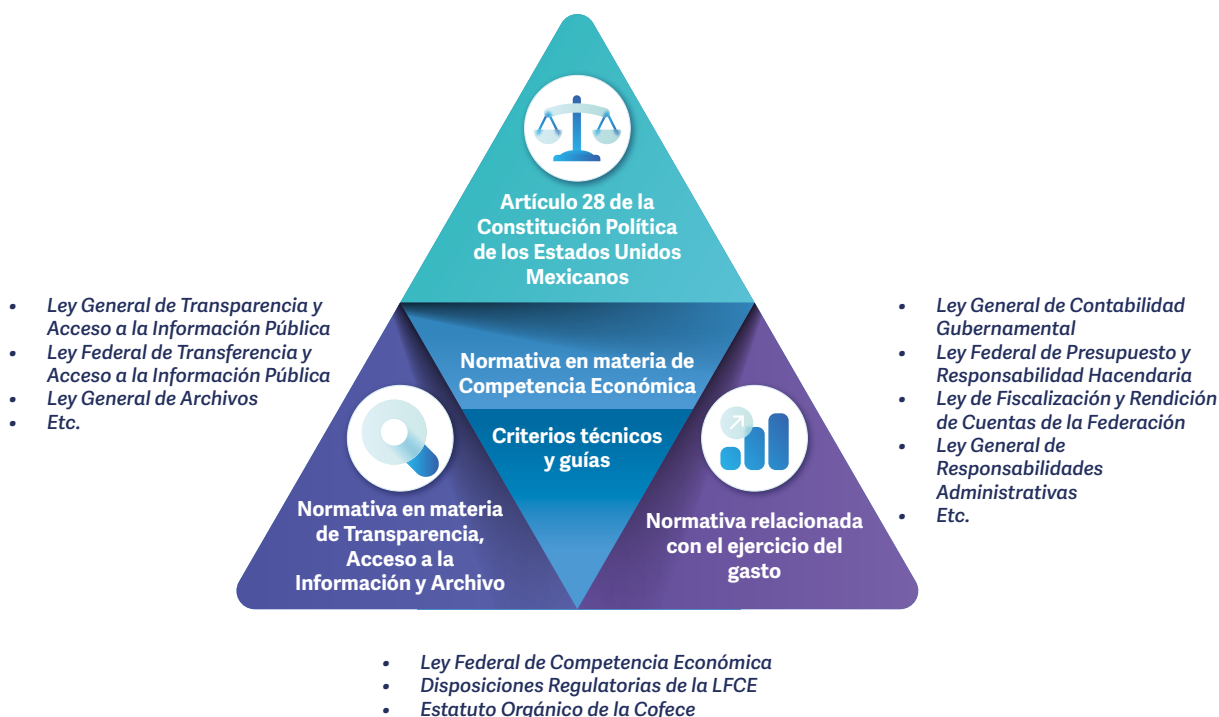 Artículo 28 de la
Constitución Política
de los Estados Unidos
Mexicanos
• Ley General de Transparencia y
Acceso a la Información Pública
• Ley Federal de Transferencia y
Acceso a la Información Pública
• Ley General de Archivos
• Etc.
Normativa en materia de
Competencia Económica
Criterios técnicos
y guías
Normativa en materia
de Transparencia,
Acceso a la
Información y Archivo
Normativa relacionada
con el ejercicio del
gasto
• Ley General de Contabilidad
Gubernamental
• Ley Federal de Presupuesto y
Responsabilidad Hacendaria
• Ley de Fiscalización y Rendición
de Cuentas de la Federación
• Ley General de
Responsabilidades
Administrativas
• Etc.
• Ley Federal de Competencia Económica
• Disposiciones Regulatorias de la LFCE
• Estatuto Orgánico de la Cofece